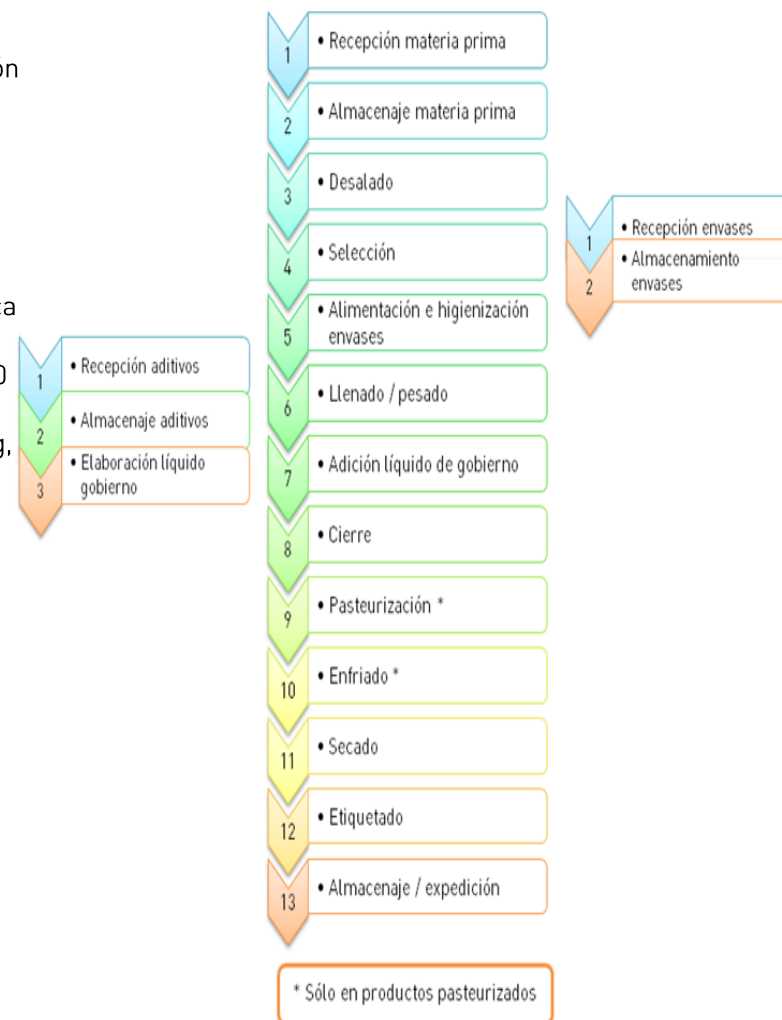 ón
ca
0
g,
1
• Recepción materia prima
2
• Almacenaje materia prima
3
• Desalado
4
• Selección
5
• Alimentación e higienización
envases
6
• Llenado / pesado
7
• Adición líquido de gobierno
8
• Cierre
9
• Pasteurización *
10
• Enfriado *
11
• Secado
12
• Etiquetado
13
• Almacenaje / expedición
1
• Recepción aditivos
2
• Almacenaje aditivos
3
• Elaboración líquido
gobierno
1
• Recepción envases
2
• Almacenamiento
envases
* Sólo en productos pasteurizados